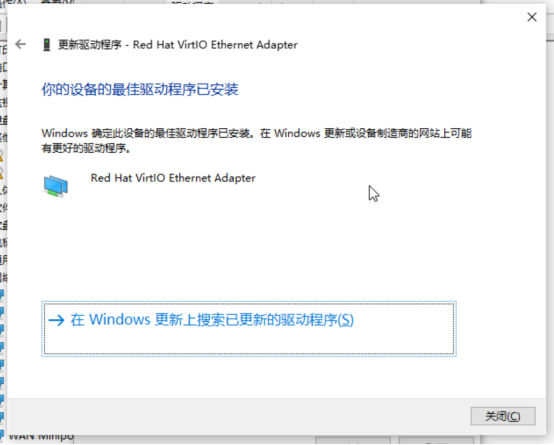 更新驱动程序 - Red Hat VirtIO Ethernet Adapter
你的设备的最佳驱动程序已安装
Windows 确定此设备的最佳驱动程序已安装。在 Windows 更新或设备制造商的网站上可能
有更好的驱动程序。
Red Hat VirtIO Ethernet Adapter
→ 在 Windows 更新上搜索已更新的驱动程序(S)
关闭(C)
WAN Minipo